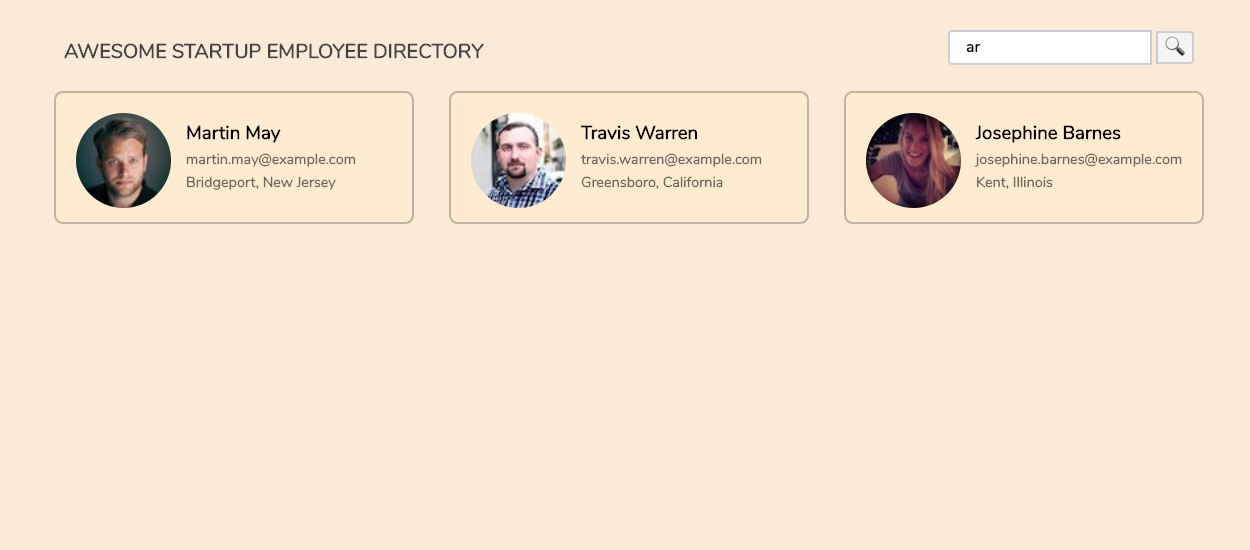 AWESOME STARTUP EMPLOYEE DIRECTORY
ar
Martin May
martin.may@example.com
Bridgeport, New Jersey
Travis Warren
travis.warren@example.com
Greensboro, California
Josephine Barnes
josephine.barnes@example.com
Kent, Illinois